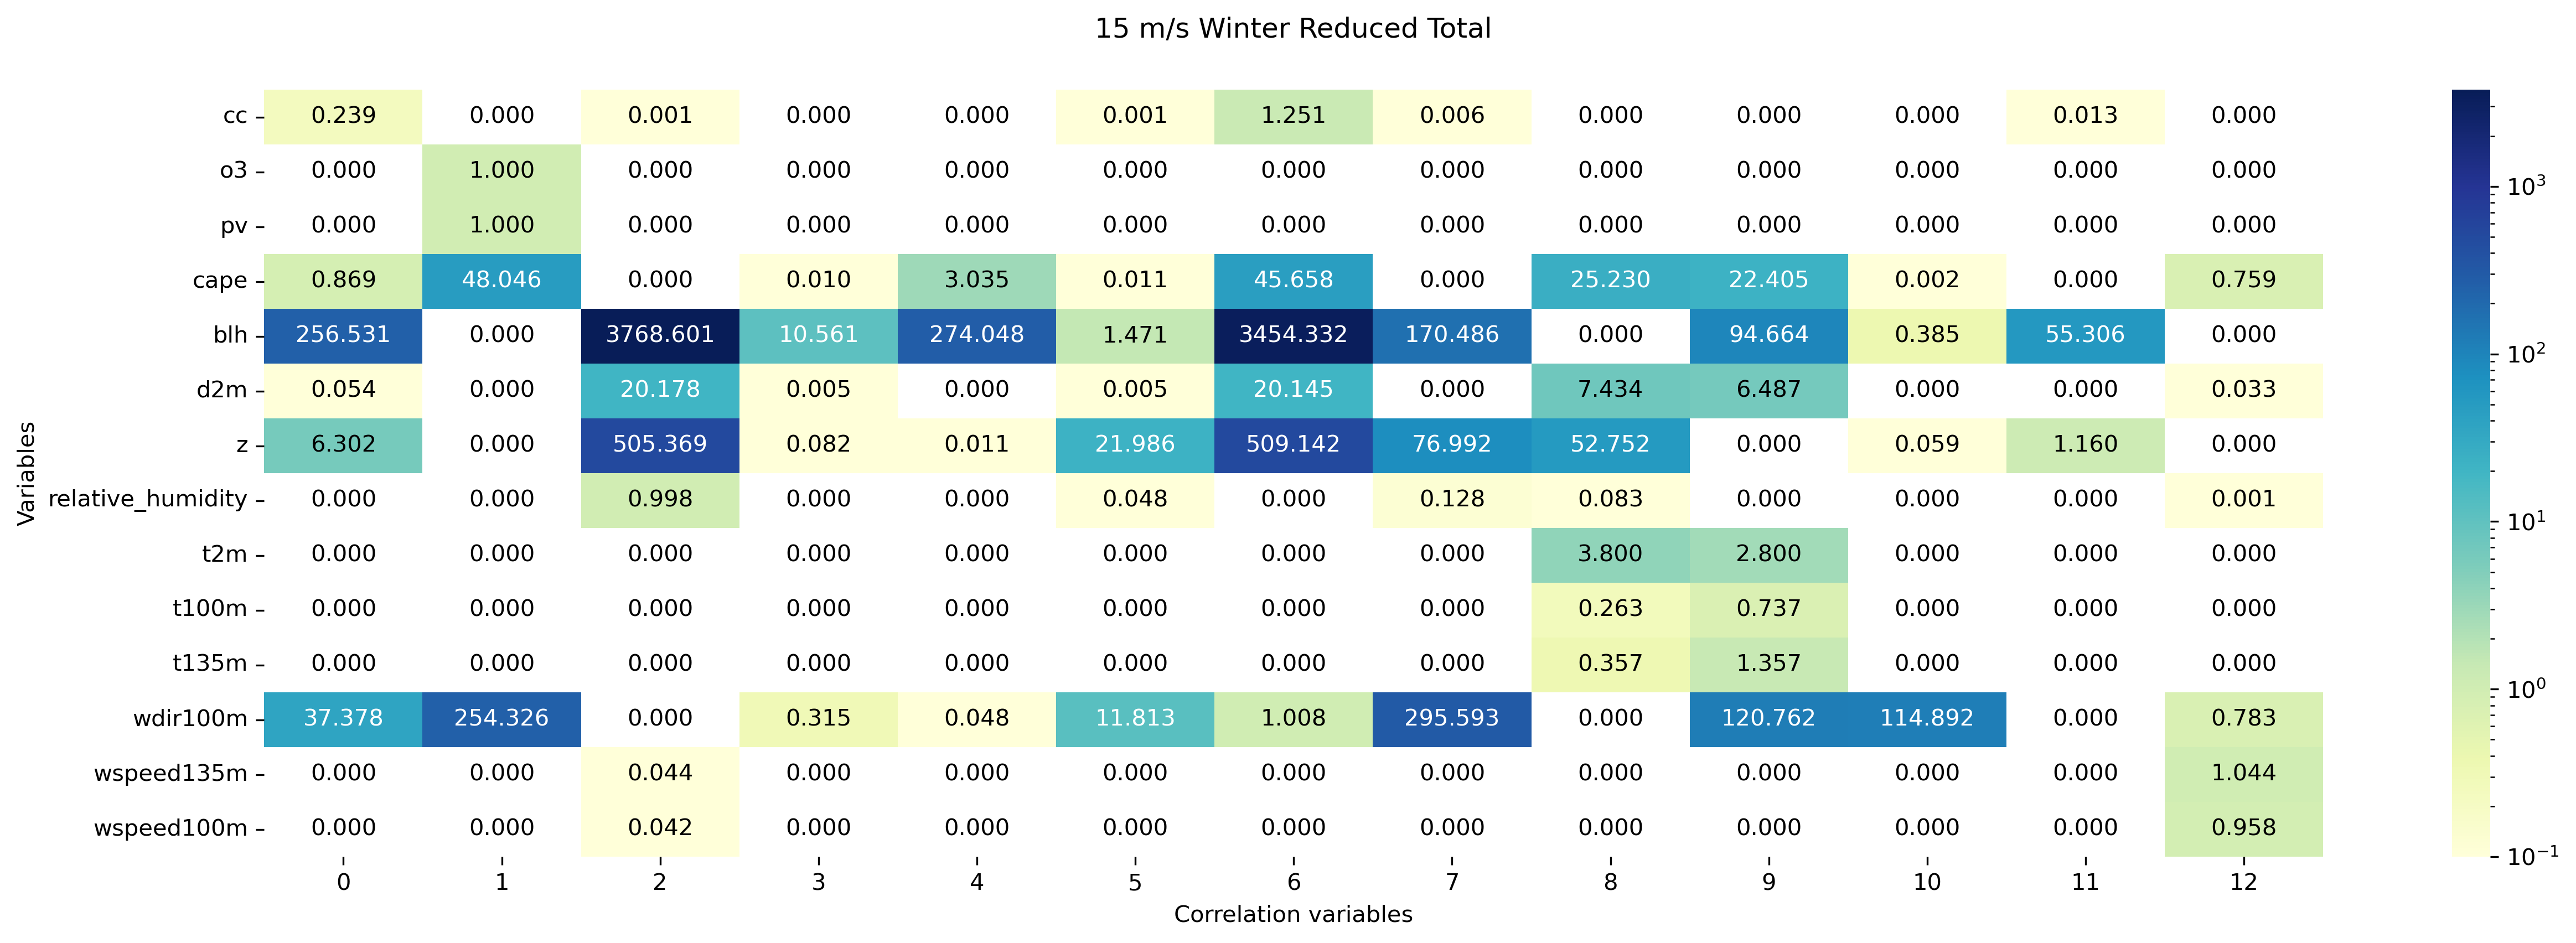 15 m/s Winter Reduced Total
cc 0.239 0.000 0.001 0.000 0.000 0.001 1.251 0.006 0.000 0.000 0.000 0.013 0.000
o3 0.000 1.000 0.000 0.000 0.000 0.000 0.000 0.000 0.000 0.000 0.000 0.000 0.000
pv 0.000 1.000 0.000 0.000 0.000 0.000 0.000 0.000 0.000 0.000 0.000 0.000 0.000
cape 0.869 48.046 0.000 0.010 3.035 0.011 45.658 0.000 25.230 22.405 0.002 0.000 0.759
blh 256.531 0.000 3768.601 10.561 274.048 1.471 3454.332 170.486 0.000 94.664 0.385 55.306 0.000
d2m 0.054 0.000 20.178 0.005 0.000 0.005 20.145 0.000 7.434 6.487 0.000 0.000 0.033
z 6.302 0.000 505.369 0.082 0.011 21.986 509.142 76.992 52.752 0.000 0.059 1.160 0.000
relative_humidity 0.000 0.000 0.998 0.000 0.000 0.048 0.000 0.128 0.083 0.000 0.000 0.000 0.001
t2m 0.000 0.000 0.000 0.000 0.000 0.000 0.000 0.000 3.800 2.800 0.000 0.000 0.000
t100m 0.000 0.000 0.000 0.000 0.000 0.000 0.000 0.000 0.263 0.737 0.000 0.000 0.000
t135m 0.000 0.000 0.000 0.000 0.000 0.000 0.000 0.000 0.357 1.357 0.000 0.000 0.000
wdir100m 37.378 254.326 0.000 0.315 0.048 11.813 1.008 295.593 0.000 120.762 114.892 0.000 0.783
wspeed135m 0.000 0.000 0.044 0.000 0.000 0.000 0.000 0.000 0.000 0.000 0.000 0.000 1.044
wspeed100m 0.000 0.000 0.042 0.000 0.000 0.000 0.000 0.000 0.000 0.000 0.000 0.000 0.958
0 1 2 3 4 5 6 7 8 9 10 11 12
Correlation variables
Variables
10³
10²
10¹
10⁰
10⁻¹